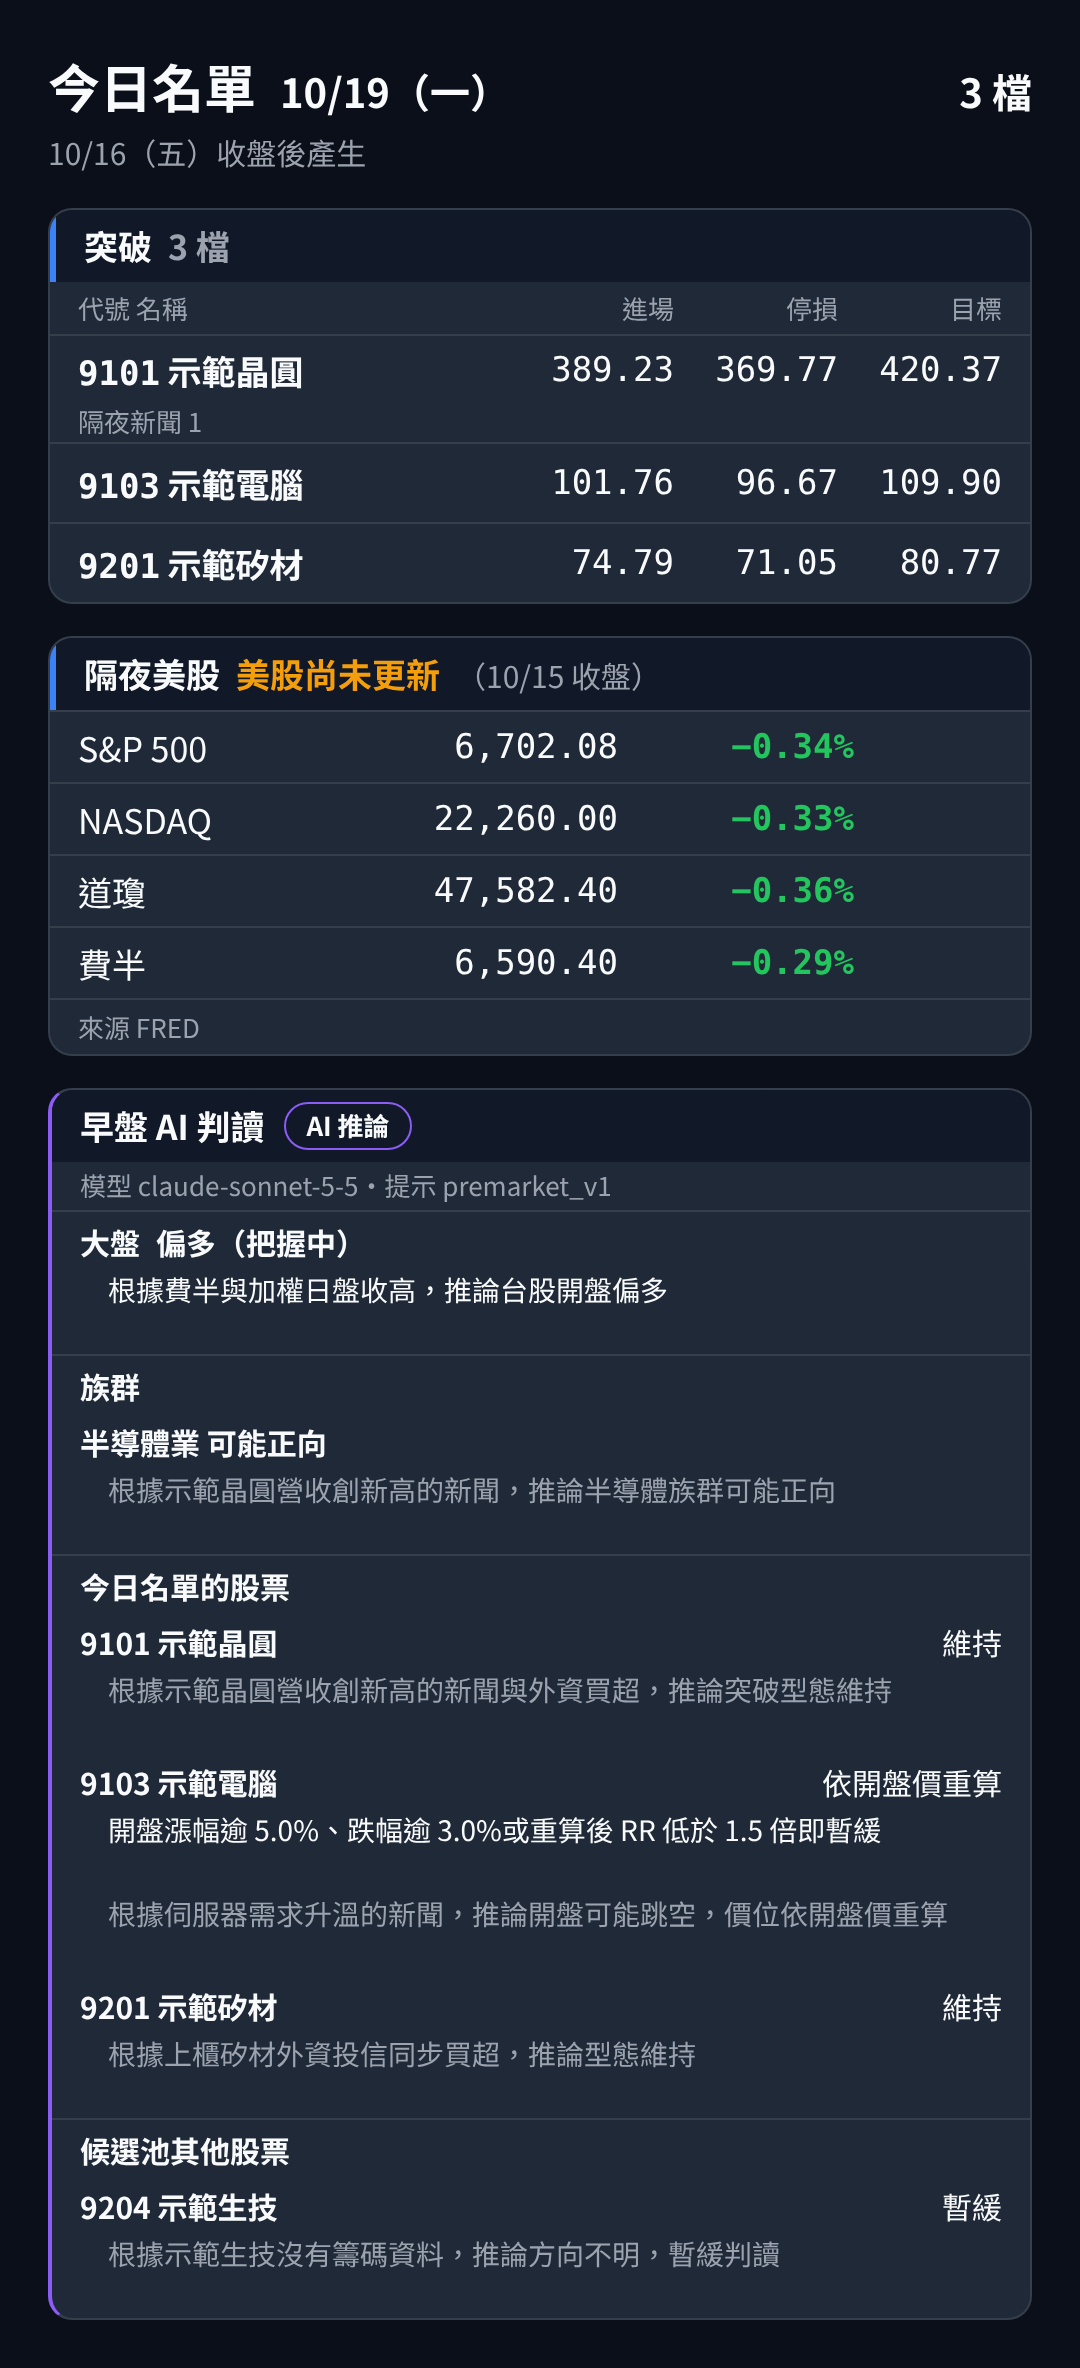 今日名單 10/19（一） 3 檔
10/16（五）收盤後產生
突破 3 檔
代號 名稱 進場 停損 目標
9101 示範晶圓 389.23 369.77 420.37
隔夜新聞 1
9103 示範電腦 101.76 96.67 109.90
9201 示範矽材 74.79 71.05 80.77
隔夜美股 美股尚未更新 （10/15 收盤）
S&P 500 6,702.08 −0.34%
NASDAQ 22,260.00 −0.33%
道瓊 47,582.40 −0.36%
費半 6,590.40 −0.29%
來源 FRED
早盤 AI 判讀 AI 推論
模型 claude-sonnet-5-5・提示 premarket_v1
大盤 偏多（把握中）
根據費半與加權日盤收高，推論台股開盤偏多
族群
半導體業 可能正向
根據示範晶圓營收創新高的新聞，推論半導體族群可能正向
今日名單的股票
9101 示範晶圓 維持
根據示範晶圓營收創新高的新聞與外資買超，推論突破型態維持
9103 示範電腦 依開盤價重算
開盤漲幅逾 5.0%、跌幅逾 3.0%或重算後 RR 低於 1.5 倍即暫緩
根據伺服器需求升溫的新聞，推論開盤可能跳空，價位依開盤價重算
9201 示範矽材 維持
根據上櫃矽材外資投信同步買超，推論型態維持
候選池其他股票
9204 示範生技 暫緩
根據示範生技沒有籌碼資料，推論方向不明，暫緩判讀